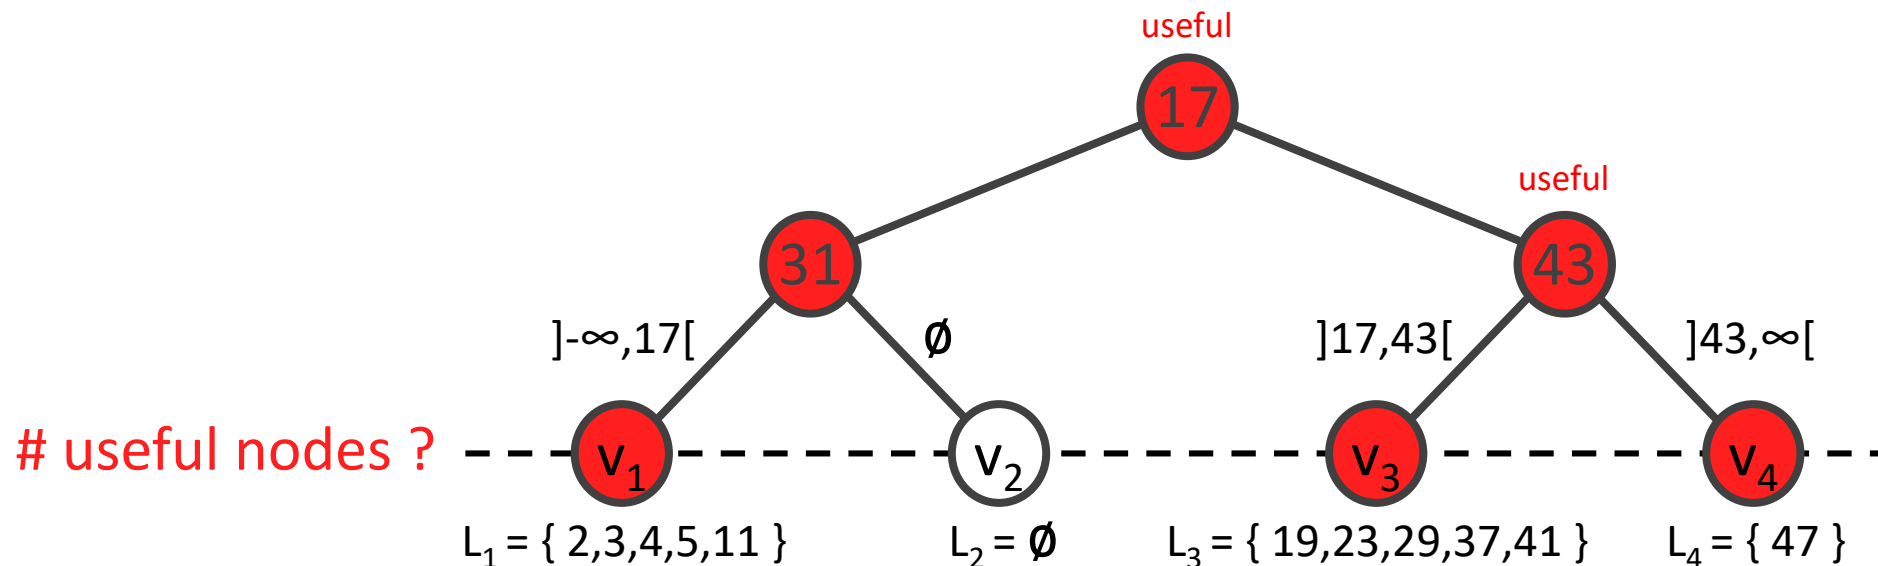 useful
17
useful
31
43
]-∞,17[
∅
]17,43[
]43,∞[
# useful nodes ?
v₁
v₂
v₃
v₄
L₁ = { 2,3,4,5,11 }
L₂ = ∅
L₃ = { 19,23,29,37,41 }
L₄ = { 47 }